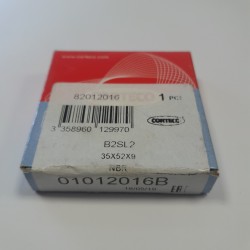 82012016
1 PC
3 358960 129970
CORTECO
B2SL2
35X52X9
NBR
01012016B